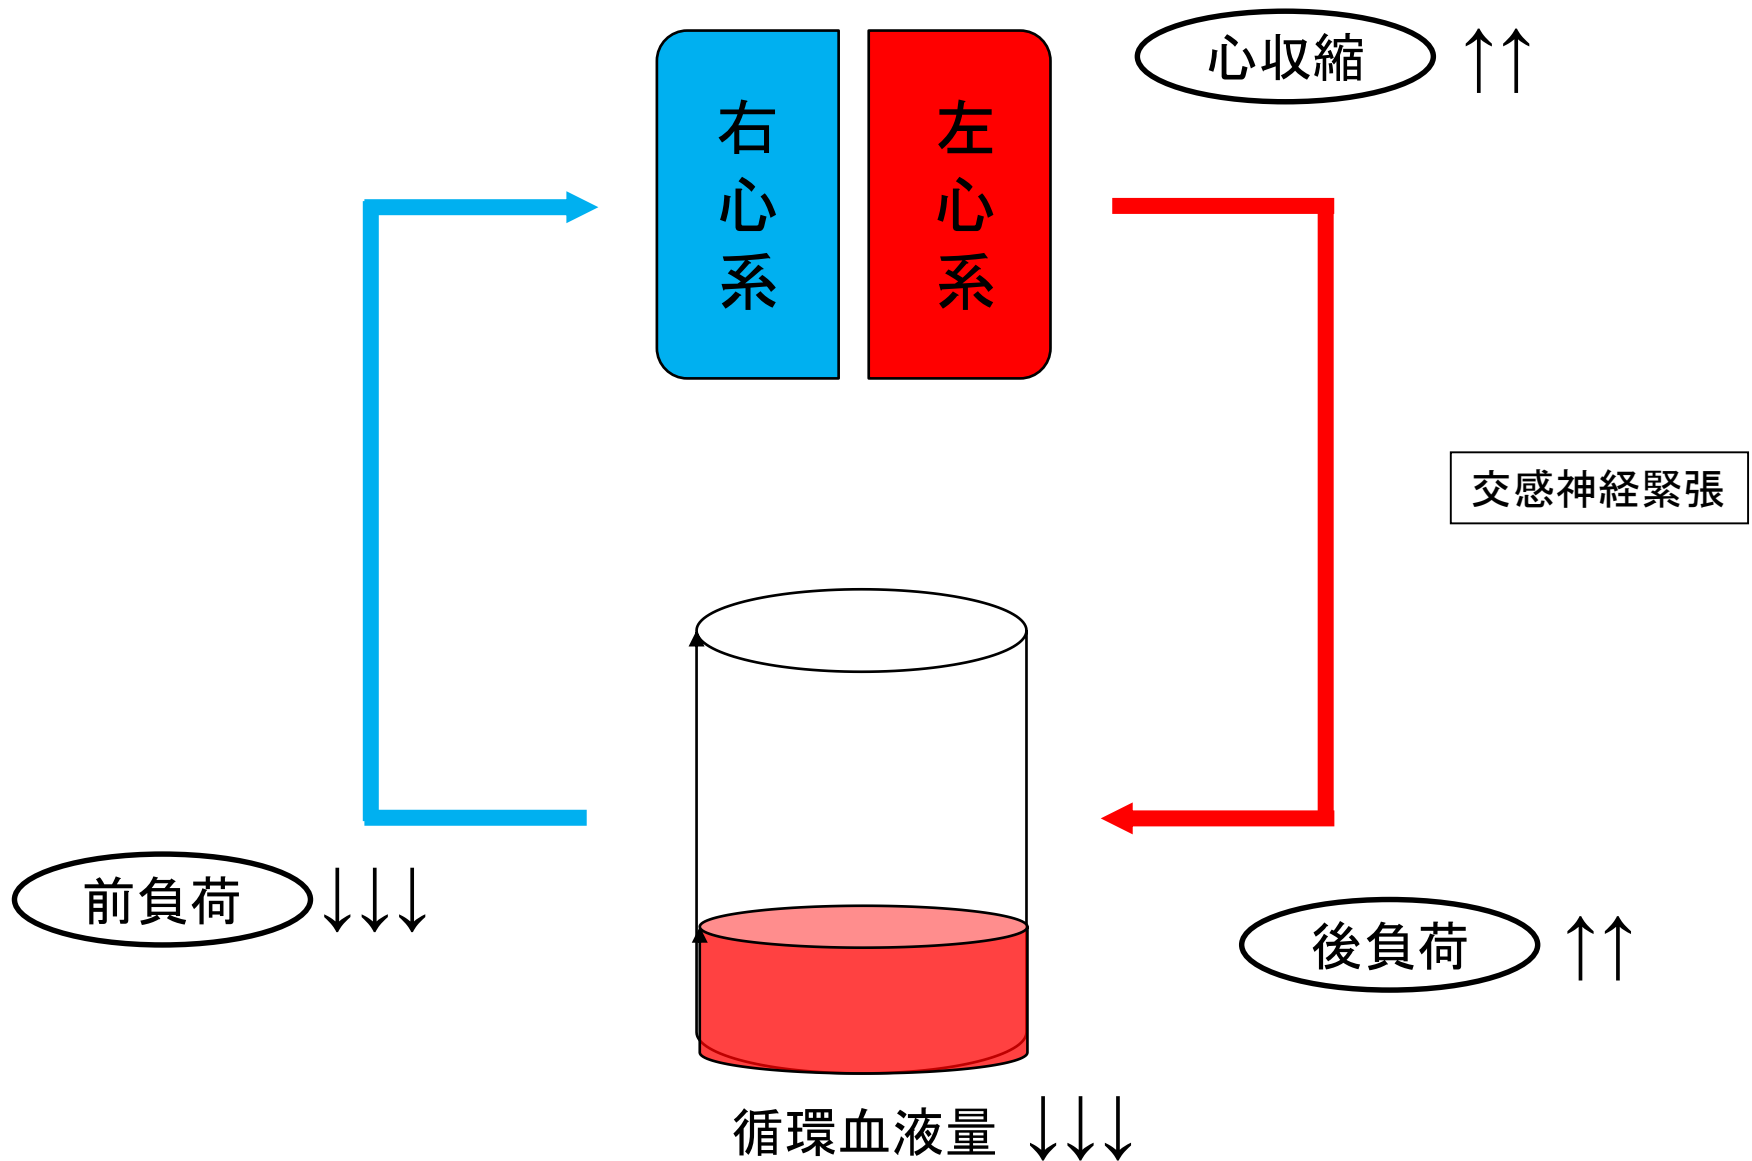 心収縮 ↑↑
右心系
左心系
交感神経緊張
前負荷 ↓↓↓
後負荷 ↑↑
循環血液量 ↓↓↓